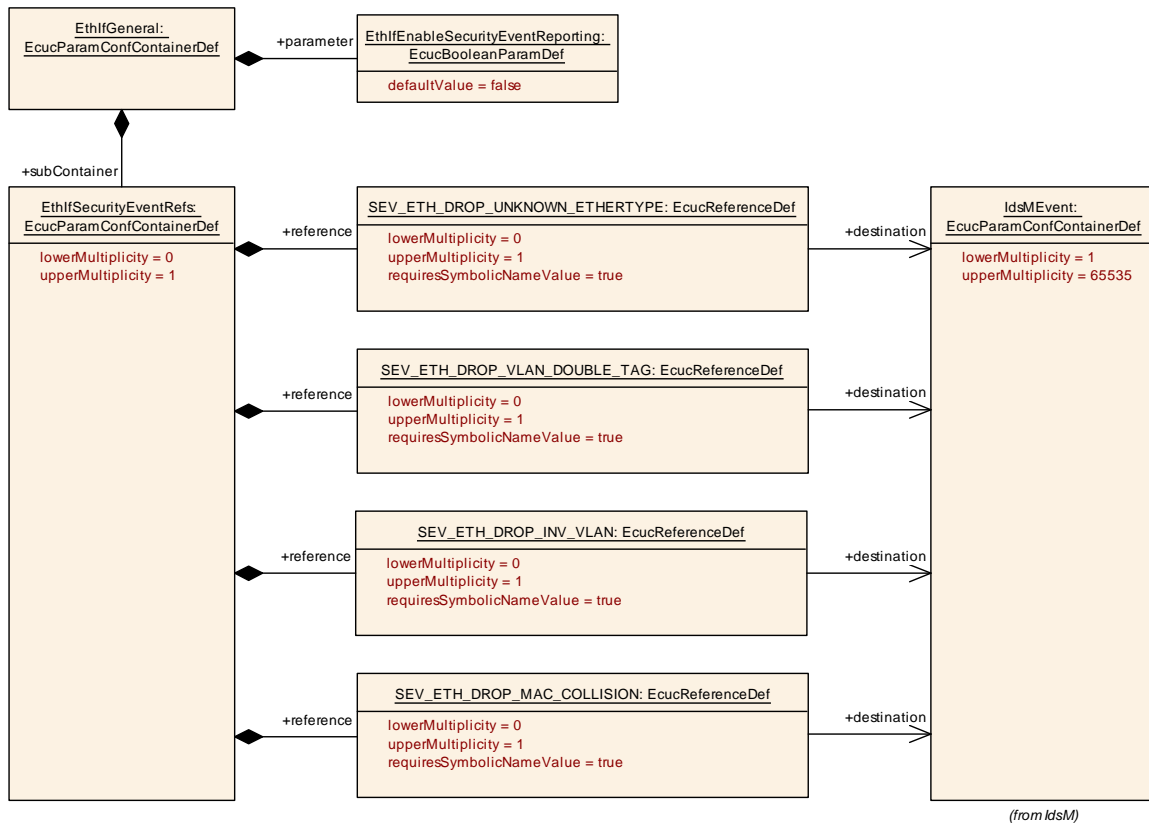 EthIfGeneral:
EcucParamConfContainerDef
+parameter
EthIfEnableSecurityEventReporting:
EcucBooleanParamDef
defaultValue = false
+subContainer
EthIfSecurityEventRefs:
EcucParamConfContainerDef
lowerMultiplicity = 0
upperMultiplicity = 1
+reference
SEV_ETH_DROP_UNKNOWN_ETHERTYPE: EcucReferenceDef
lowerMultiplicity = 0
upperMultiplicity = 1
requiresSymbolicNameValue = true
+destination
IdsMEvent:
EcucParamConfContainerDef
lowerMultiplicity = 1
upperMultiplicity = 65535
+reference
SEV_ETH_DROP_VLAN_DOUBLE_TAG: EcucReferenceDef
lowerMultiplicity = 0
upperMultiplicity = 1
requiresSymbolicNameValue = true
+destination
+reference
SEV_ETH_DROP_INV_VLAN: EcucReferenceDef
lowerMultiplicity = 0
upperMultiplicity = 1
requiresSymbolicNameValue = true
+destination
+reference
SEV_ETH_DROP_MAC_COLLISION: EcucReferenceDef
lowerMultiplicity = 0
upperMultiplicity = 1
requiresSymbolicNameValue = true
+destination
(from IdsM)